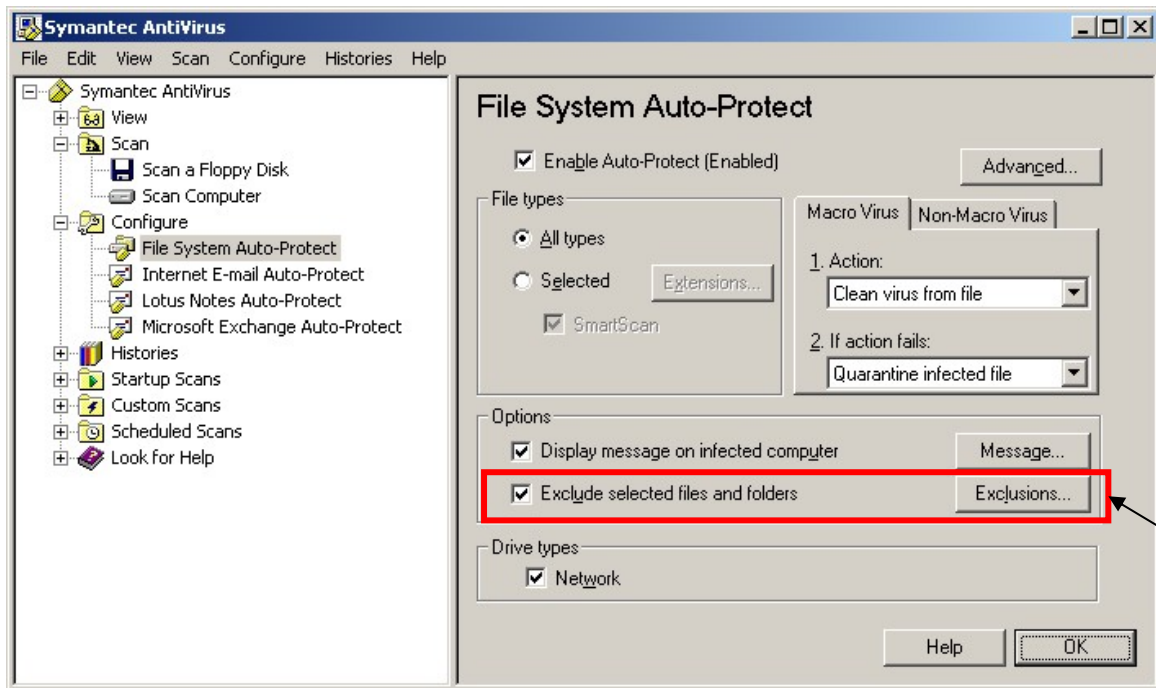 Symantec AntiVirus
File Edit View Scan Configure Histories Help
Symantec AntiVirus
View
Scan
Scan a Floppy Disk
Scan Computer
Configure
File System Auto-Protect
Internet E-mail Auto-Protect
Lotus Notes Auto-Protect
Microsoft Exchange Auto-Protect
Histories
Startup Scans
Custom Scans
Scheduled Scans
Look for Help
File System Auto-Protect
Enable Auto-Protect (Enabled)
Advanced...
File types
All types
Selected
Extensions...
SmartScan
Macro Virus
Non-Macro Virus
1. Action:
Clean virus from file
2. If action fails:
Quarantine infected file
Options
Display message on infected computer
Message...
Exclude selected files and folders
Exclusions...
Drive types
Network
Help
OK